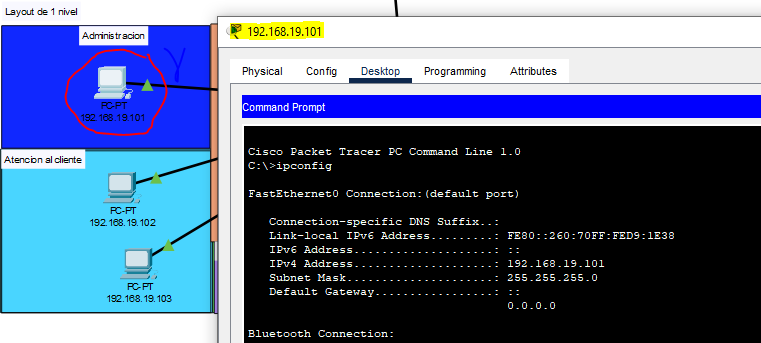 Layout de 1 nivel
Administracion
PC-PT
192.168.19.101
Atencion al cliente
PC-PT
192.168.19.102
PC-PT
192.168.19.103
192.168.19.101
Physical Config Desktop Programming Attributes
Command Prompt
Cisco Packet Tracer PC Command Line 1.0
C:\>ipconfig
FastEthernet0 Connection:(default port)
Connection-specific DNS Suffix..:
Link-local IPv6 Address.........: FE80::260:70FF:FED9:1E38
IPv6 Address....................: ::
IPv4 Address....................: 192.168.19.101
Subnet Mask.....................: 255.255.255.0
Default Gateway.................: ::
0.0.0.0
Bluetooth Connection: